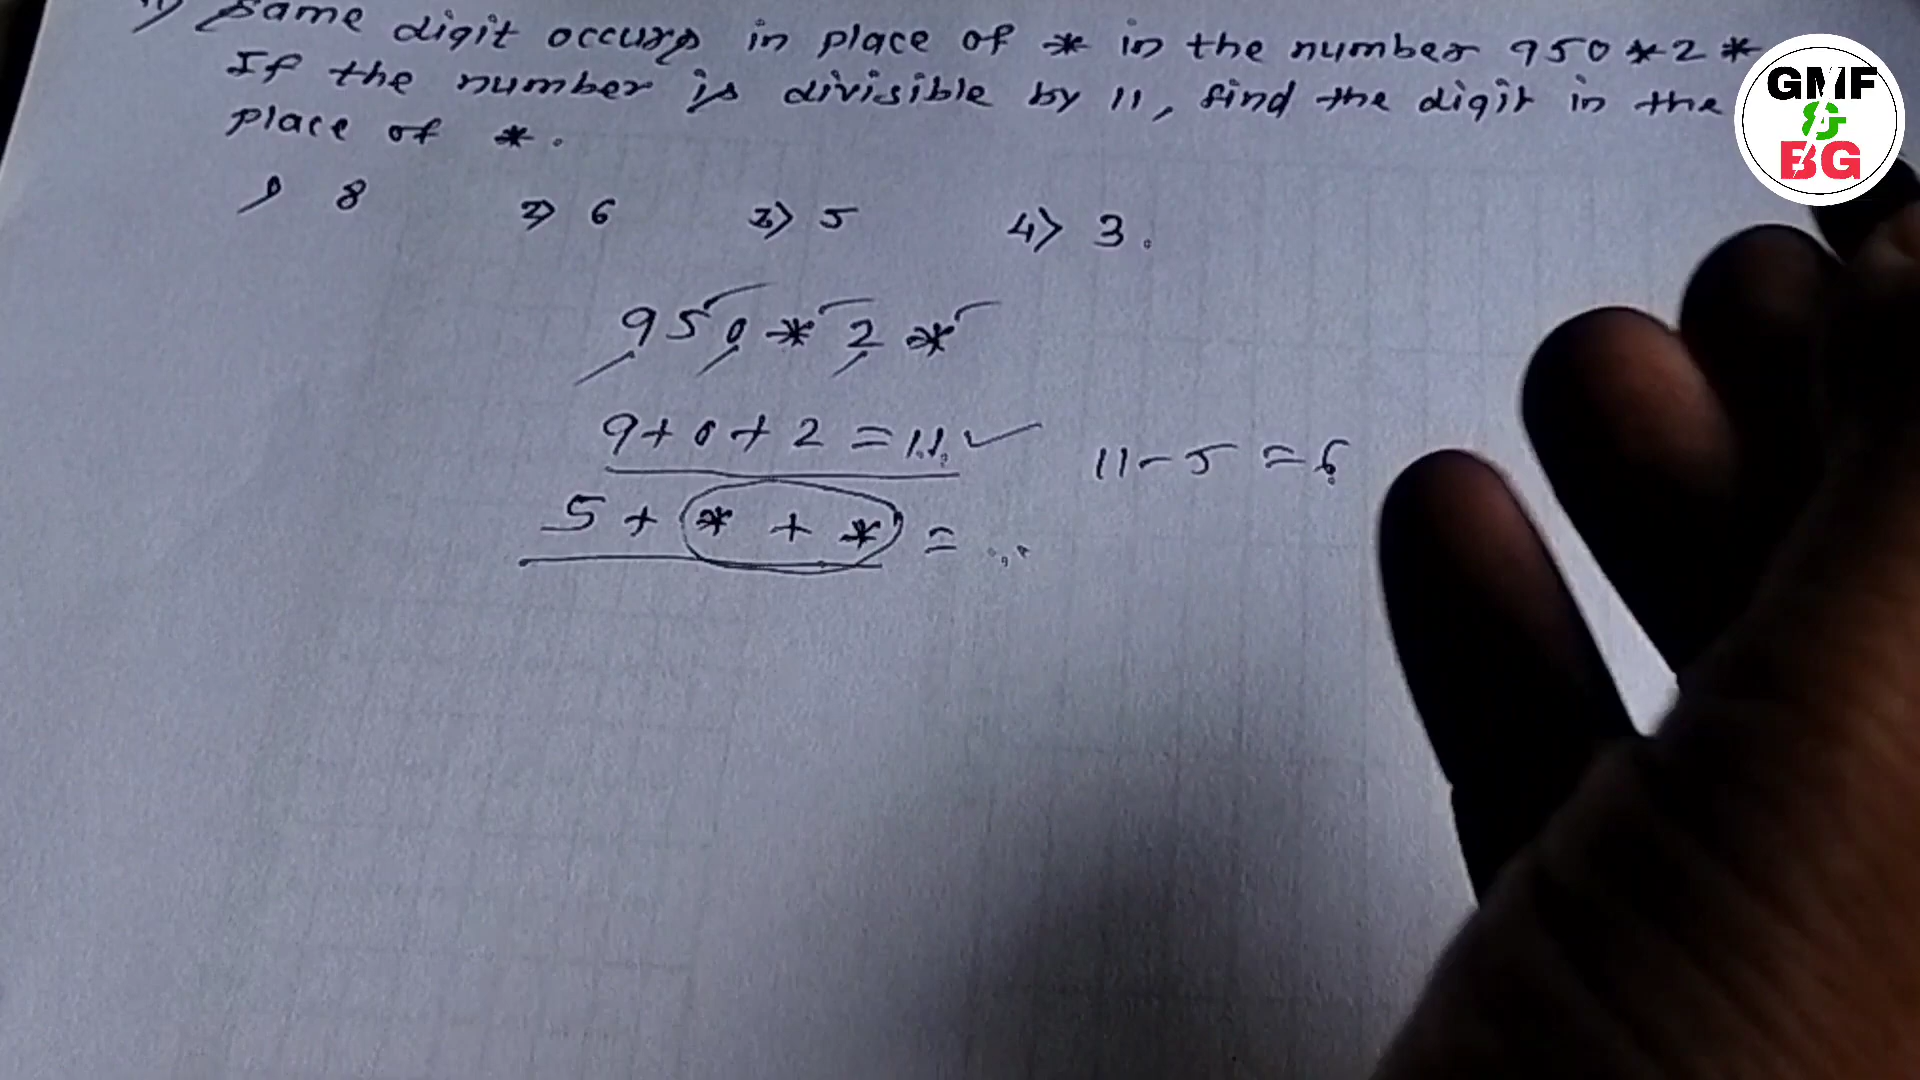 Same digit occurs in place of * in the number 950*2*
If the number is divisible by 11, find the digit in the
place of *.
1) 8 2) 6 3) 5 4) 3.
950*2*
9+0+2=11 ✓ 11-5=6
5+*+*=
GMF
&
BG